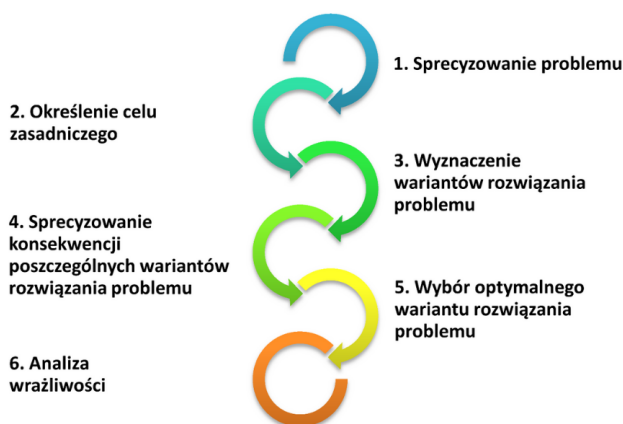 1. Sprecyzowanie problemu
2. Określenie celu
zasadniczego
3. Wyznaczenie
wariantów rozwiązania
problemu
4. Sprecyzowanie
konsekwencji
poszczególnych wariantów
rozwiązania problemu
5. Wybór optymalnego
wariantu rozwiązania
problemu
6. Analiza
wrażliwości